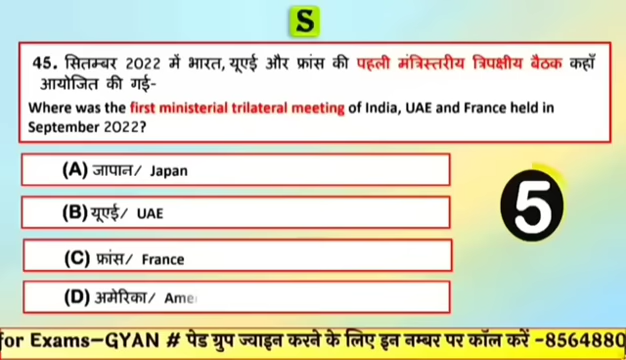 S
45. सितम्बर 2022 में भारत, यूएई और फ्रांस की पहली मंत्रिस्तरीय त्रिपक्षीय बैठक कहाँ
आयोजित की गई-
Where was the first ministerial trilateral meeting of India, UAE and France held in
September 2022?
(A) जापान/ Japan
(B) यूएई/ UAE
5
(C) फ्रांस/ France
(D) अमेरिका/ Ame
for Exams-GYAN # पेड ग्रुप ज्वाइन करने के लिए इन नम्बर पर कॉल करें -8564880